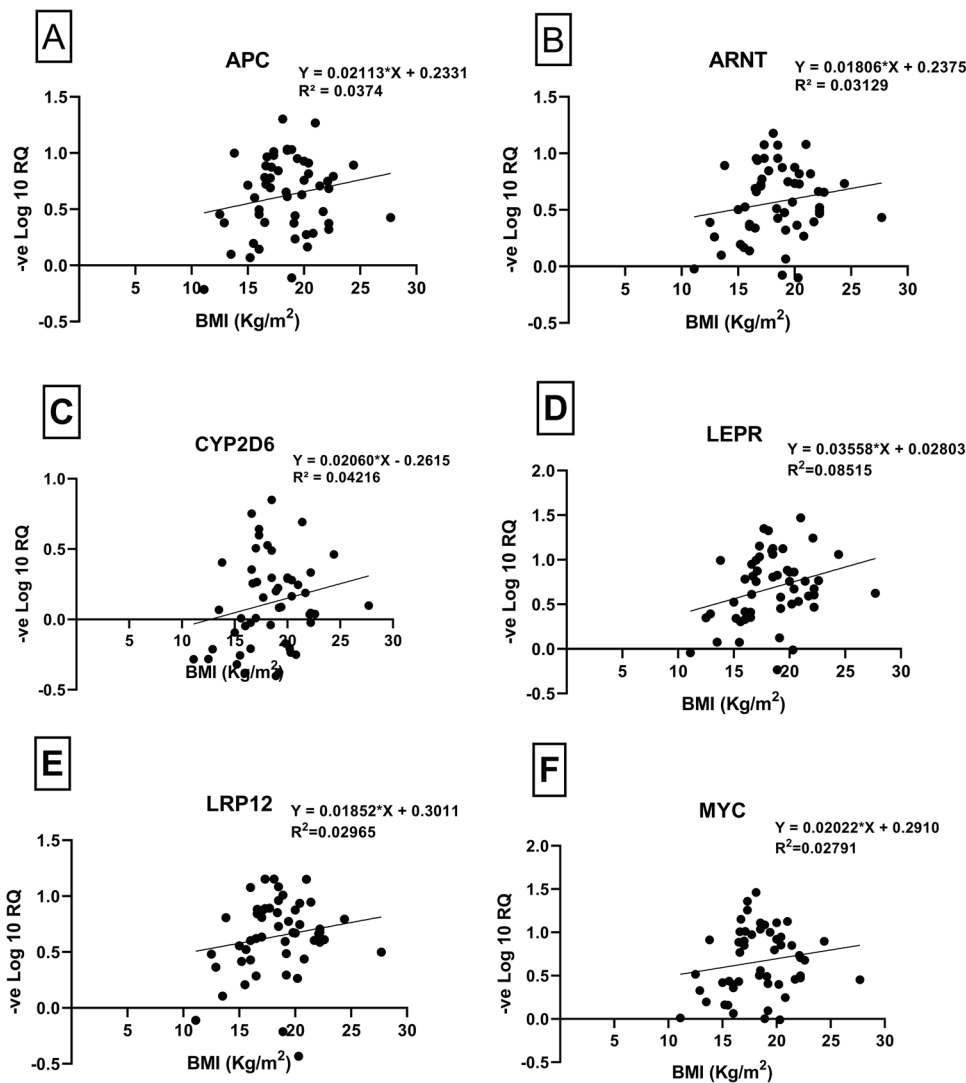 A
APC
Y = 0.02113*X + 0.2331
R² = 0.0374
1.5
1.0
0.5
0.0
-0.5
5
10
15
20
25
30
-ve Log 10 RQ
BMI (Kg/m²)
B
ARNT
Y = 0.01806*X + 0.2375
R² = 0.03129
1.5
1.0
0.5
0.0
-0.5
5
10
15
20
25
30
-ve Log 10 RQ
BMI (Kg/m²)
C
CYP2D6
Y = 0.02060*X - 0.2615
R² = 0.04216
1.0
0.5
0.0
-0.5
5
10
15
20
25
30
-ve Log 10 RQ
BMI (Kg/m²)
D
LEPR
Y = 0.03558*X + 0.02803
R²=0.08515
2.0
1.5
1.0
0.5
0.0
-0.5
5
10
15
20
25
30
-ve Log 10 RQ
BMI (Kg/m²)
E
LRP12
Y = 0.01852*X + 0.3011
R²=0.02965
1.5
1.0
0.5
0.0
-0.5
5
10
15
20
25
30
-ve Log 10 RQ
BMI (Kg/m²)
F
MYC
Y = 0.02022*X + 0.2910
R²=0.02791
2.0
1.5
1.0
0.5
0.0
-0.5
5
10
15
20
25
30
-ve Log 10 RQ
BMI (Kg/m²)